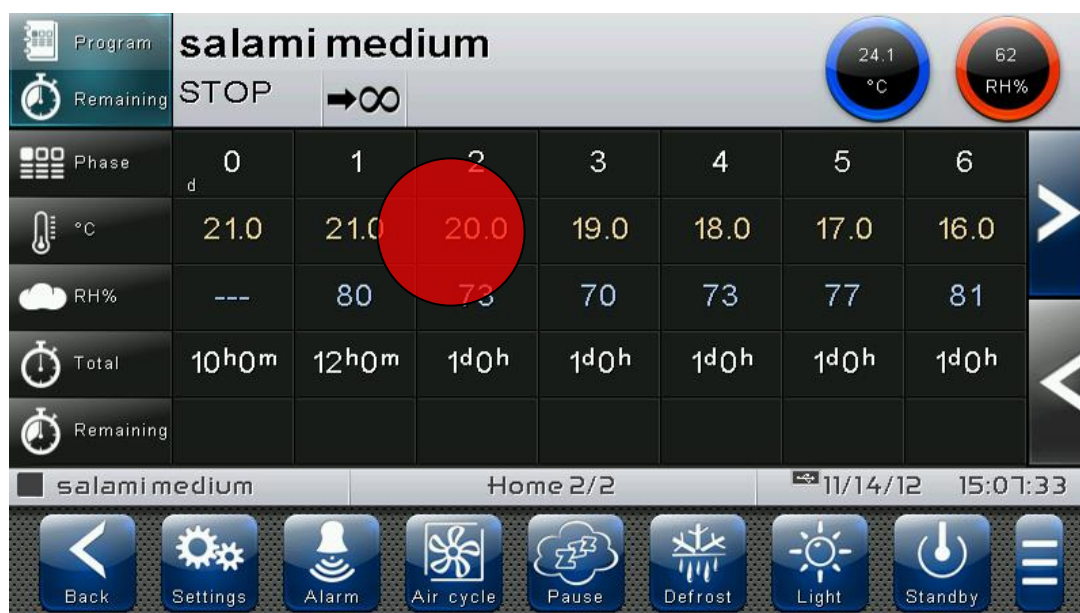 Program salami medium
24.1 °C
62 RH%
Remaining STOP ➡∞
Phase 0 1 2 3 4 5 6
d
°C 21.0 21.0 20.0 19.0 18.0 17.0 16.0
RH% --- 80 73 70 73 77 81
Total 10h0m 12h0m 1d0h 1d0h 1d0h 1d0h 1d0h
Remaining
salami medium Home 2/2 11/14/12 15:07:33
zzz
Back Settings Alarm Air cycle Pause Defrost Light Standby